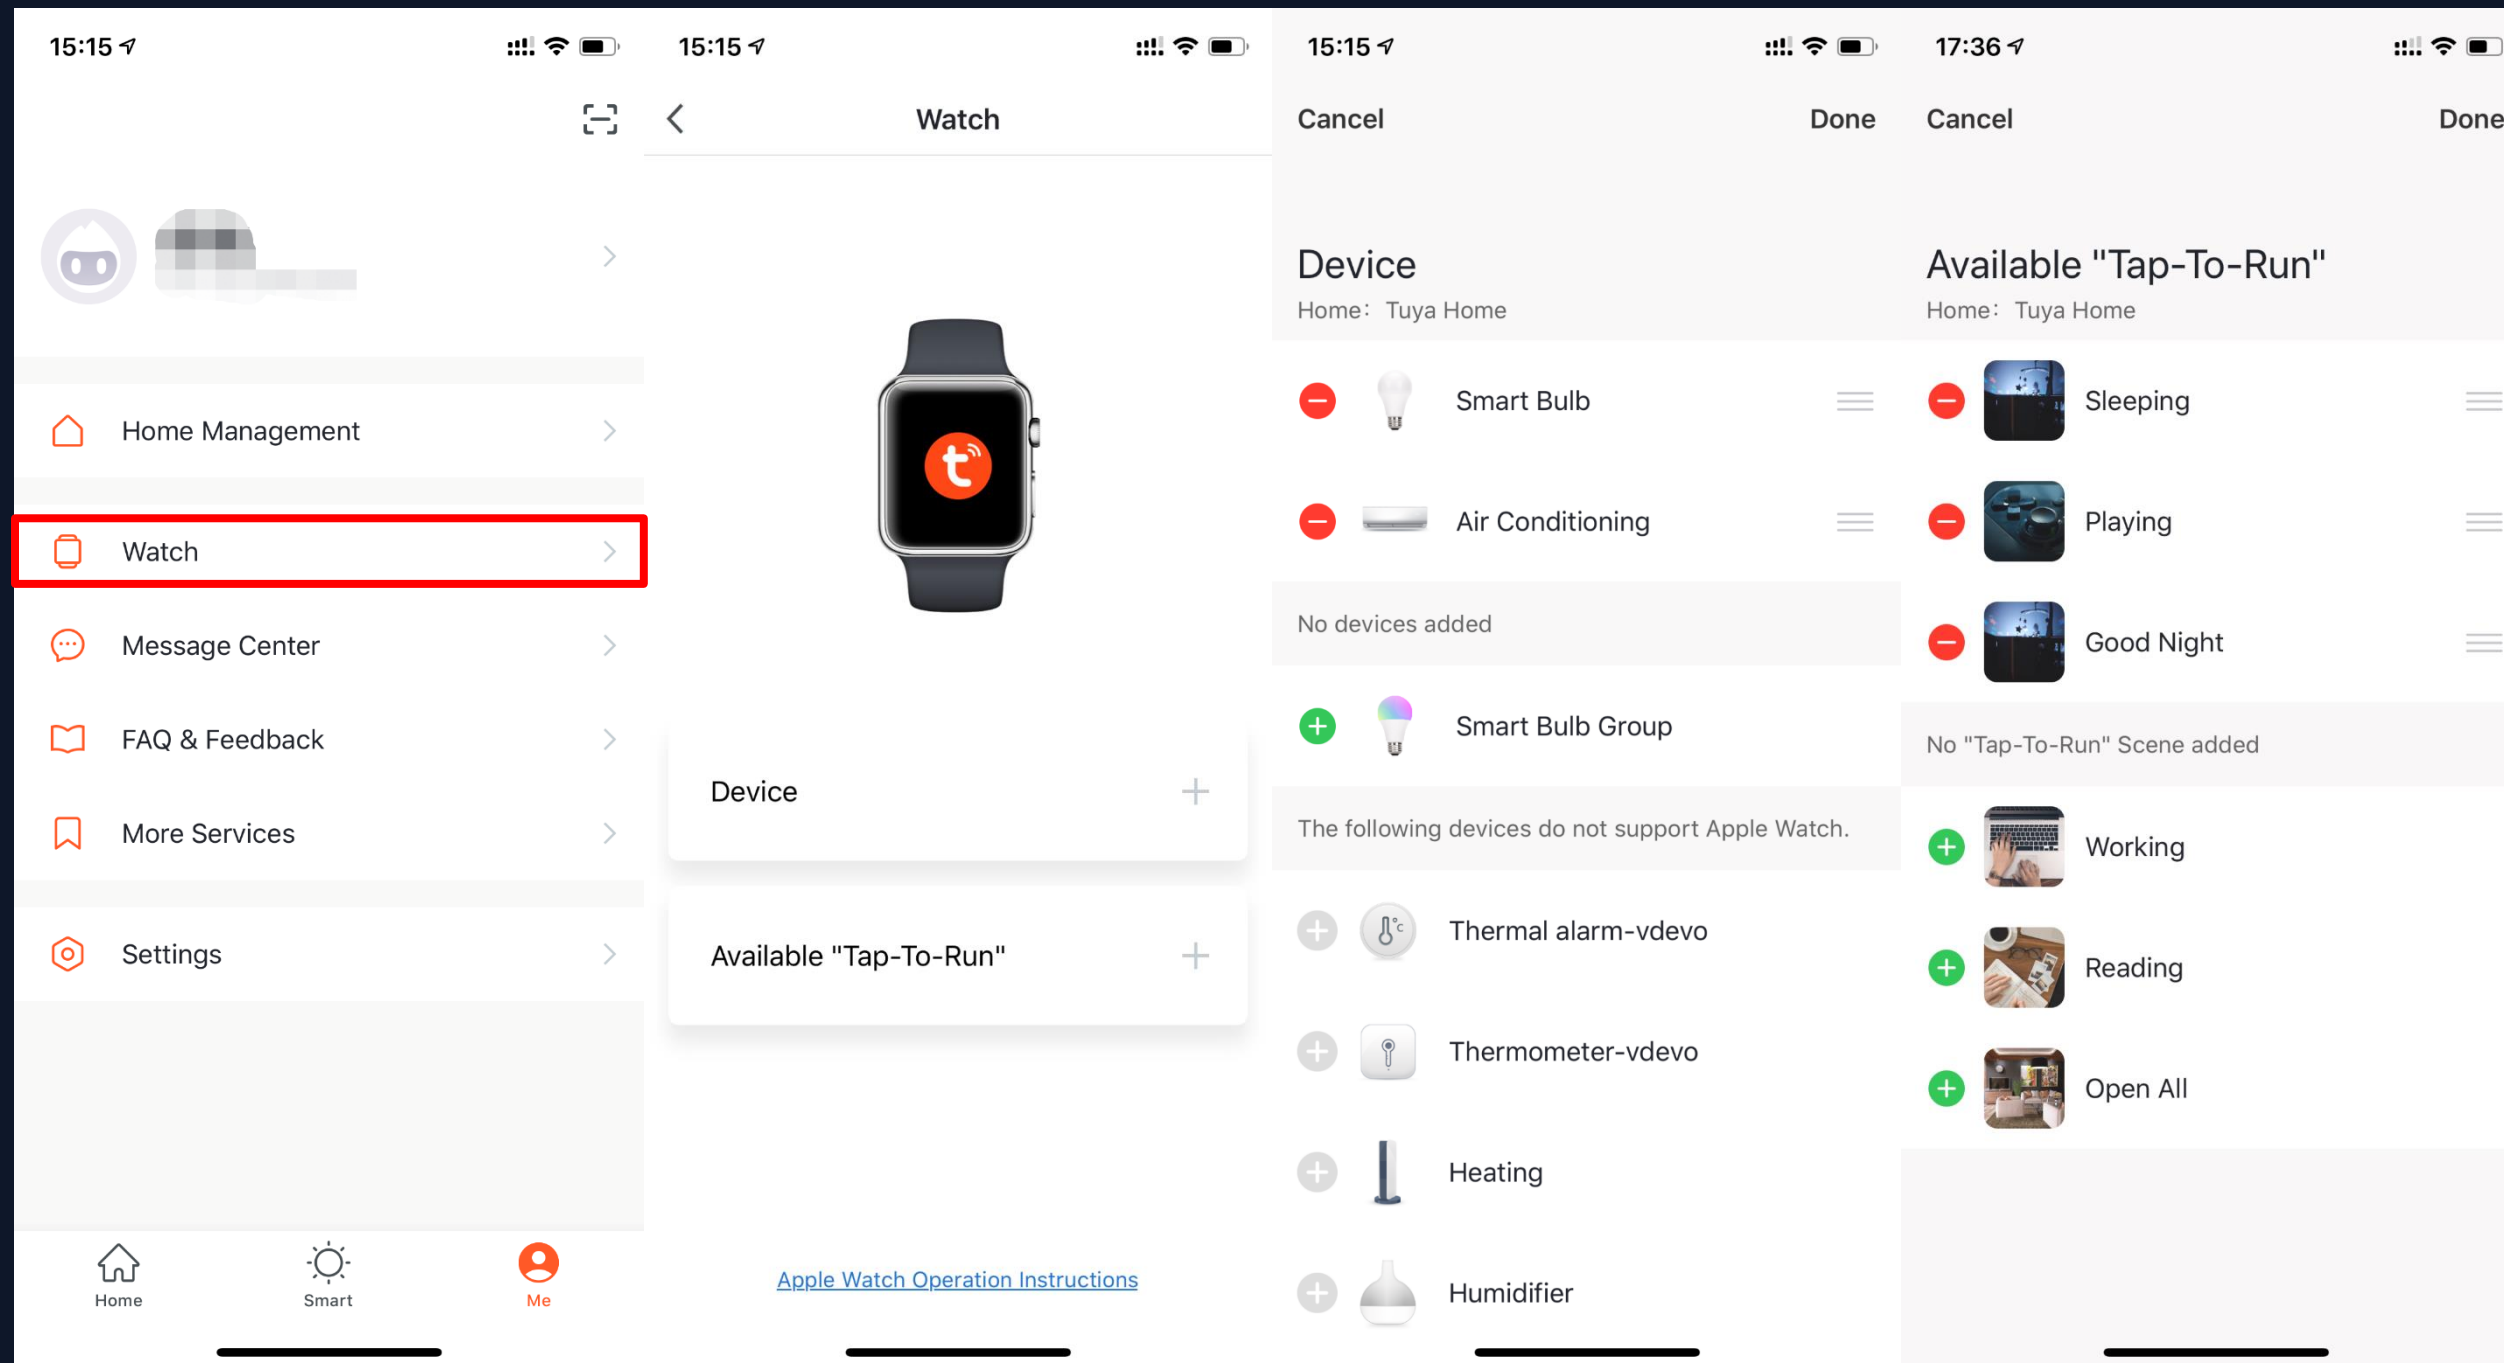 15:15
Home Management
Watch
Message Center
FAQ & Feedback
More Services
Settings
Home
Smart
Me
15:15
Watch
Device
Available "Tap-To-Run"
Apple Watch Operation Instructions
15:15
Cancel
Done
Device
Home: Tuya Home
Smart Bulb
Air Conditioning
No devices added
Smart Bulb Group
The following devices do not support Apple Watch.
Thermal alarm-vdevo
Thermometer-vdevo
Heating
Humidifier
17:36
Cancel
Done
Available "Tap-To-Run"
Home: Tuya Home
Sleeping
Playing
Good Night
No "Tap-To-Run" Scene added
Working
Reading
Open All